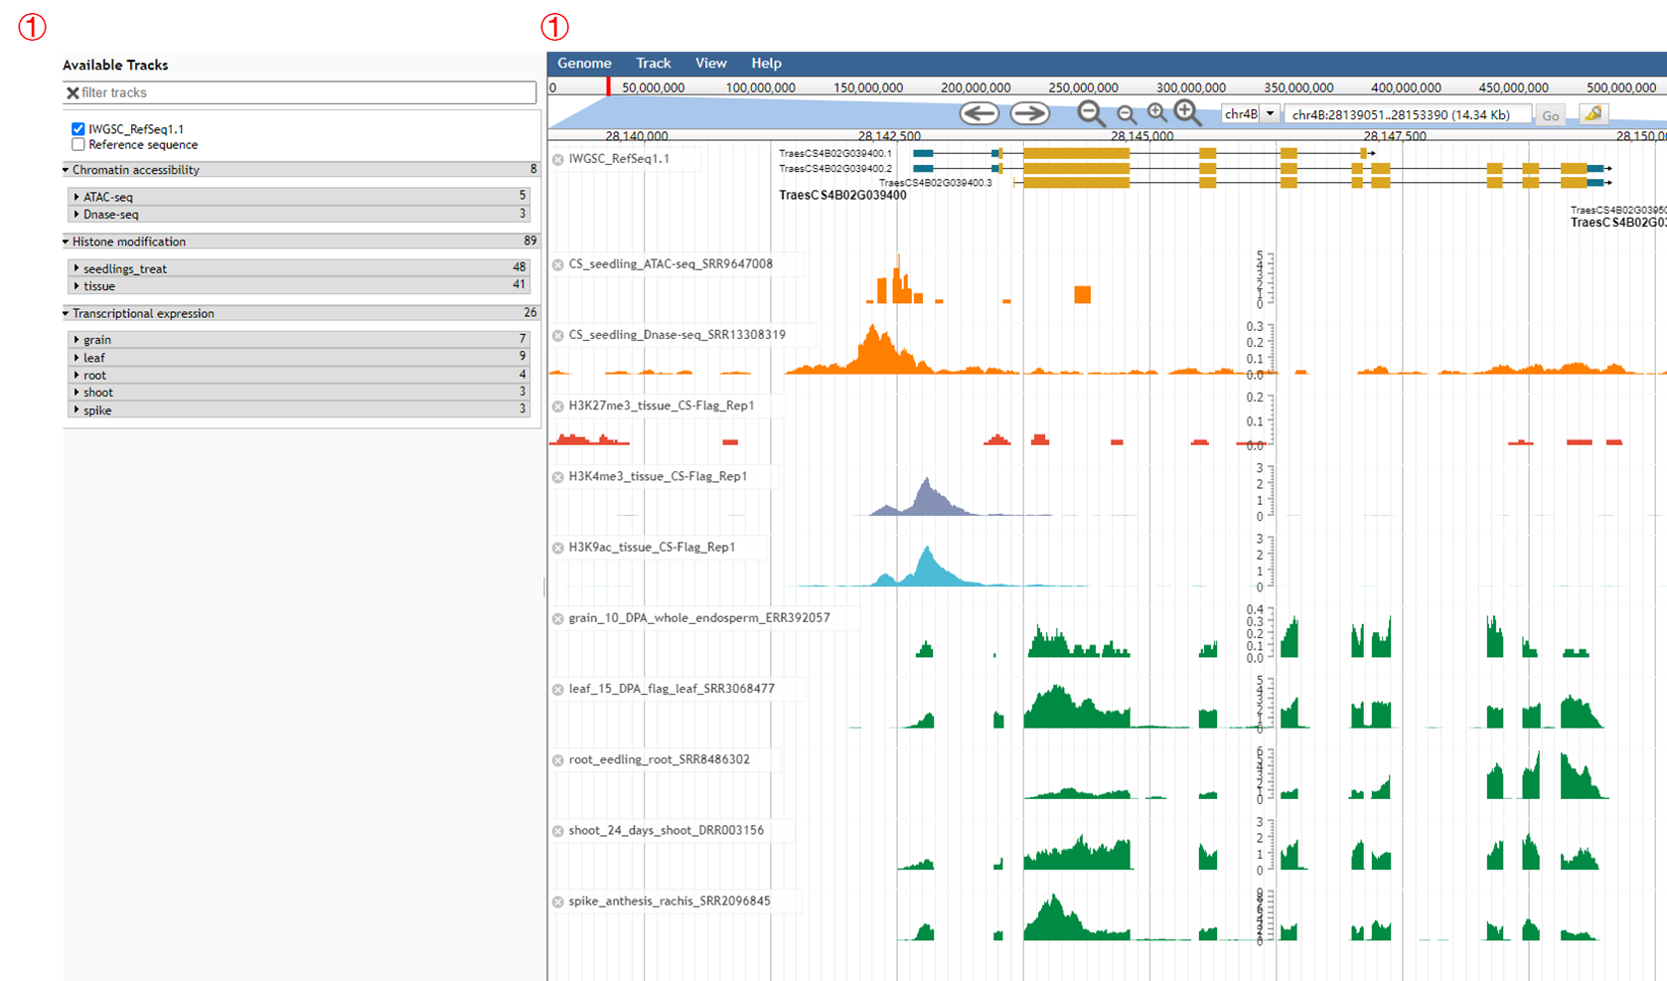 ①
①
Available Tracks
filter tracks
IWGSC_RefSeq1.1
Reference sequence
Chromatin accessibility 8
ATAC-seq 5
Dnase-seq 3
Histone modification 89
seedlings_treat 48
tissue 41
Transcriptional expression 26
grain 7
leaf 9
root 4
shoot 3
spike 3
Genome Track View Help
0 50,000,000 100,000,000 150,000,000 200,000,000 250,000,000 300,000,000 350,000,000 400,000,000 450,000,000 500,000,000
chr4B chr4B:28139051..28153390 (14.34 Kb) Go
28,140,000 28,142,500 28,145,000 28,147,500 28,150,0
IWGSC_RefSeq1.1
TraesCS4B02G039400.1
TraesCS4B02G039400.2
TraesCS4B02G039400.3
TraesCS4B02G039400
TraesCS4B02G0395
TraesCS4B02G03
CS_seedling_ATAC-seq_SRR9647008
5
4
3
2
1
0
CS_seedling_Dnase-seq_SRR13308319
0.3
0.2
0.1
0.0
H3K27me3_tissue_CS-Flag_Rep1
0.2
0.1
0.0
H3K4me3_tissue_CS-Flag_Rep1
3
2
1
0
H3K9ac_tissue_CS-Flag_Rep1
3
2
1
0
grain_10_DPA_whole_endosperm_ERR392057
0.4
0.3
0.2
0.1
0.0
leaf_15_DPA_flag_leaf_SRR3068477
5
4
3
2
1
0
root_eedling_root_SRR8486302
6
5
4
3
2
1
0
shoot_24_days_shoot_DRR003156
3
2
1
0
spike_anthesis_rachis_SRR2096845